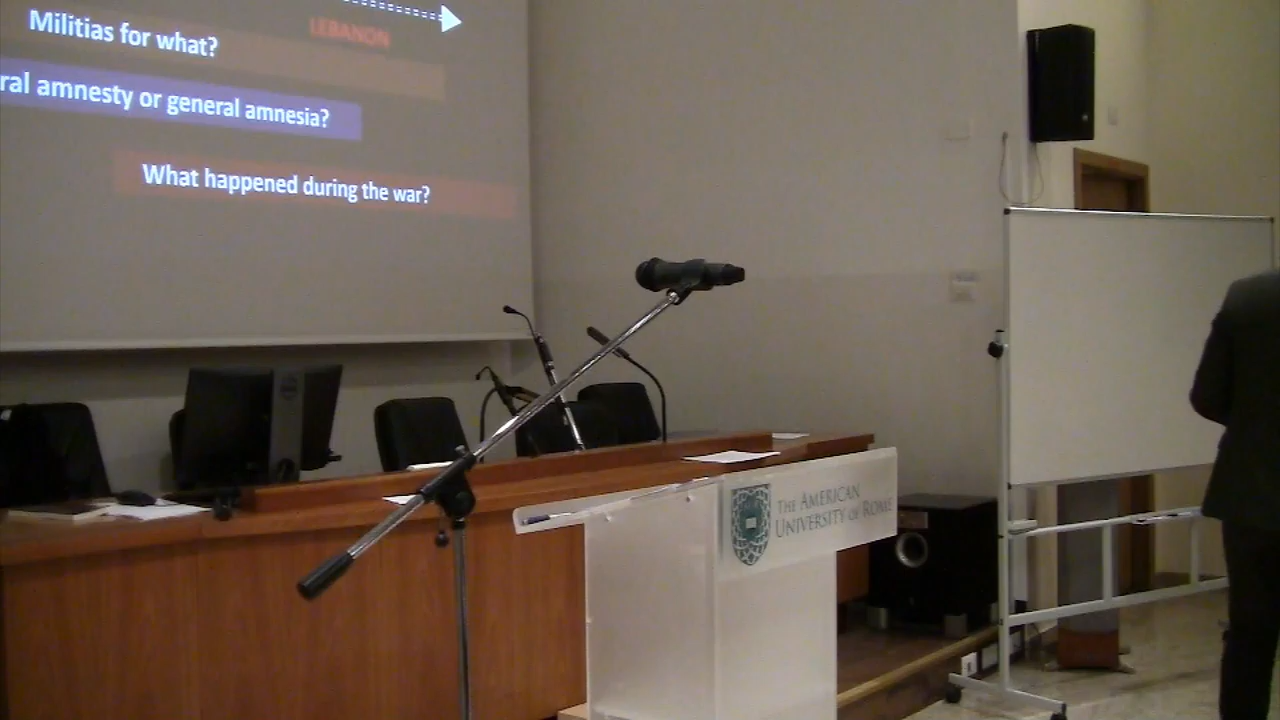 LEBANON
Militias for what?
ral amnesty or general amnesia?
What happened during the war?
THE AMERICAN
UNIVERSITY OF ROME